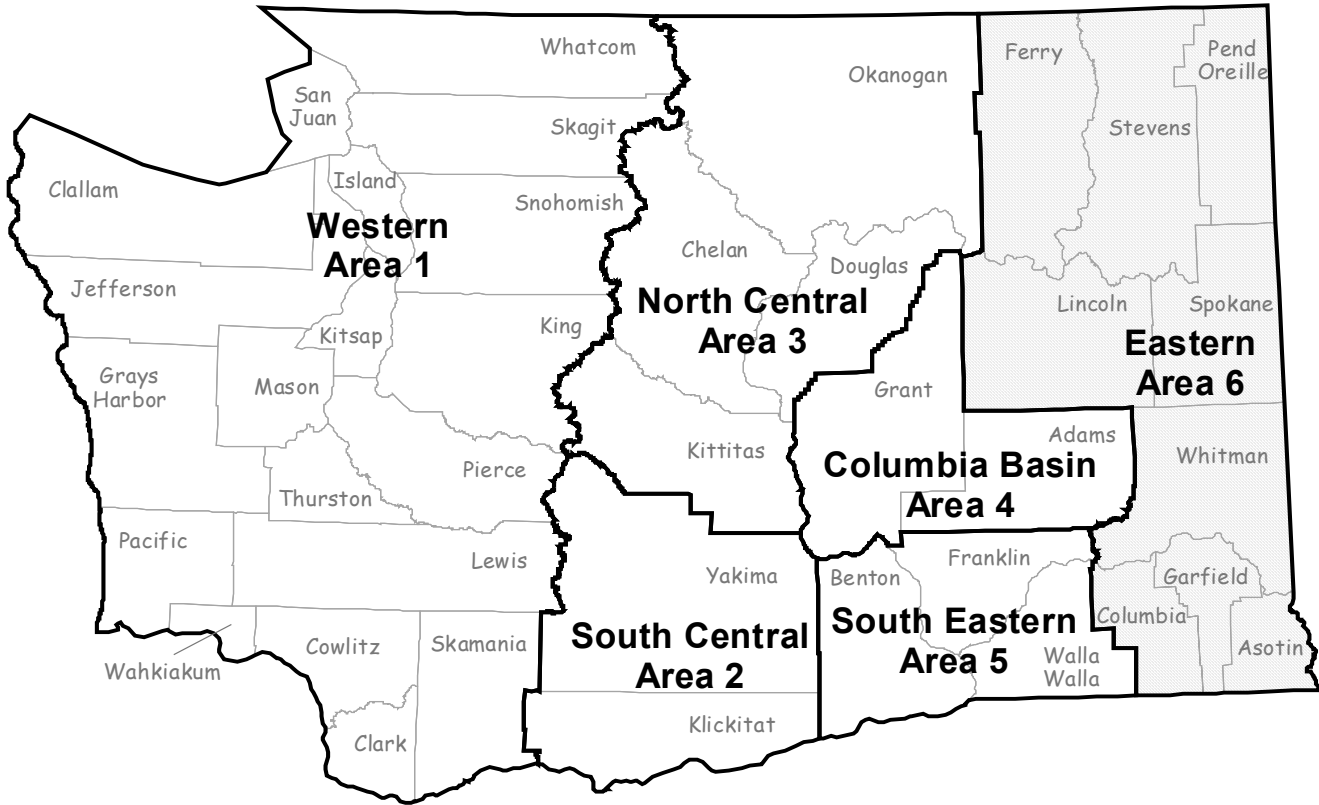 Whatcom
Okanogan
Ferry
Pend
Oreille
San
Juan
Skagit
Stevens
Clallam
Island
Snohomish
Western
Area 1
Chelan
Douglas
Jefferson
Kitsap
King
North Central
Area 3
Lincoln
Spokane
Eastern
Area 6
Grays
Harbor
Mason
Grant
Kittitas
Adams
Whitman
Pierce
Columbia Basin
Area 4
Thurston
Pacific
Lewis
Yakima
Benton
Franklin
Garfield
Columbia
Wahkiakum
Cowlitz
Skamania
South Central
Area 2
South Eastern
Area 5
Walla
Walla
Asotin
Klickitat
Clark